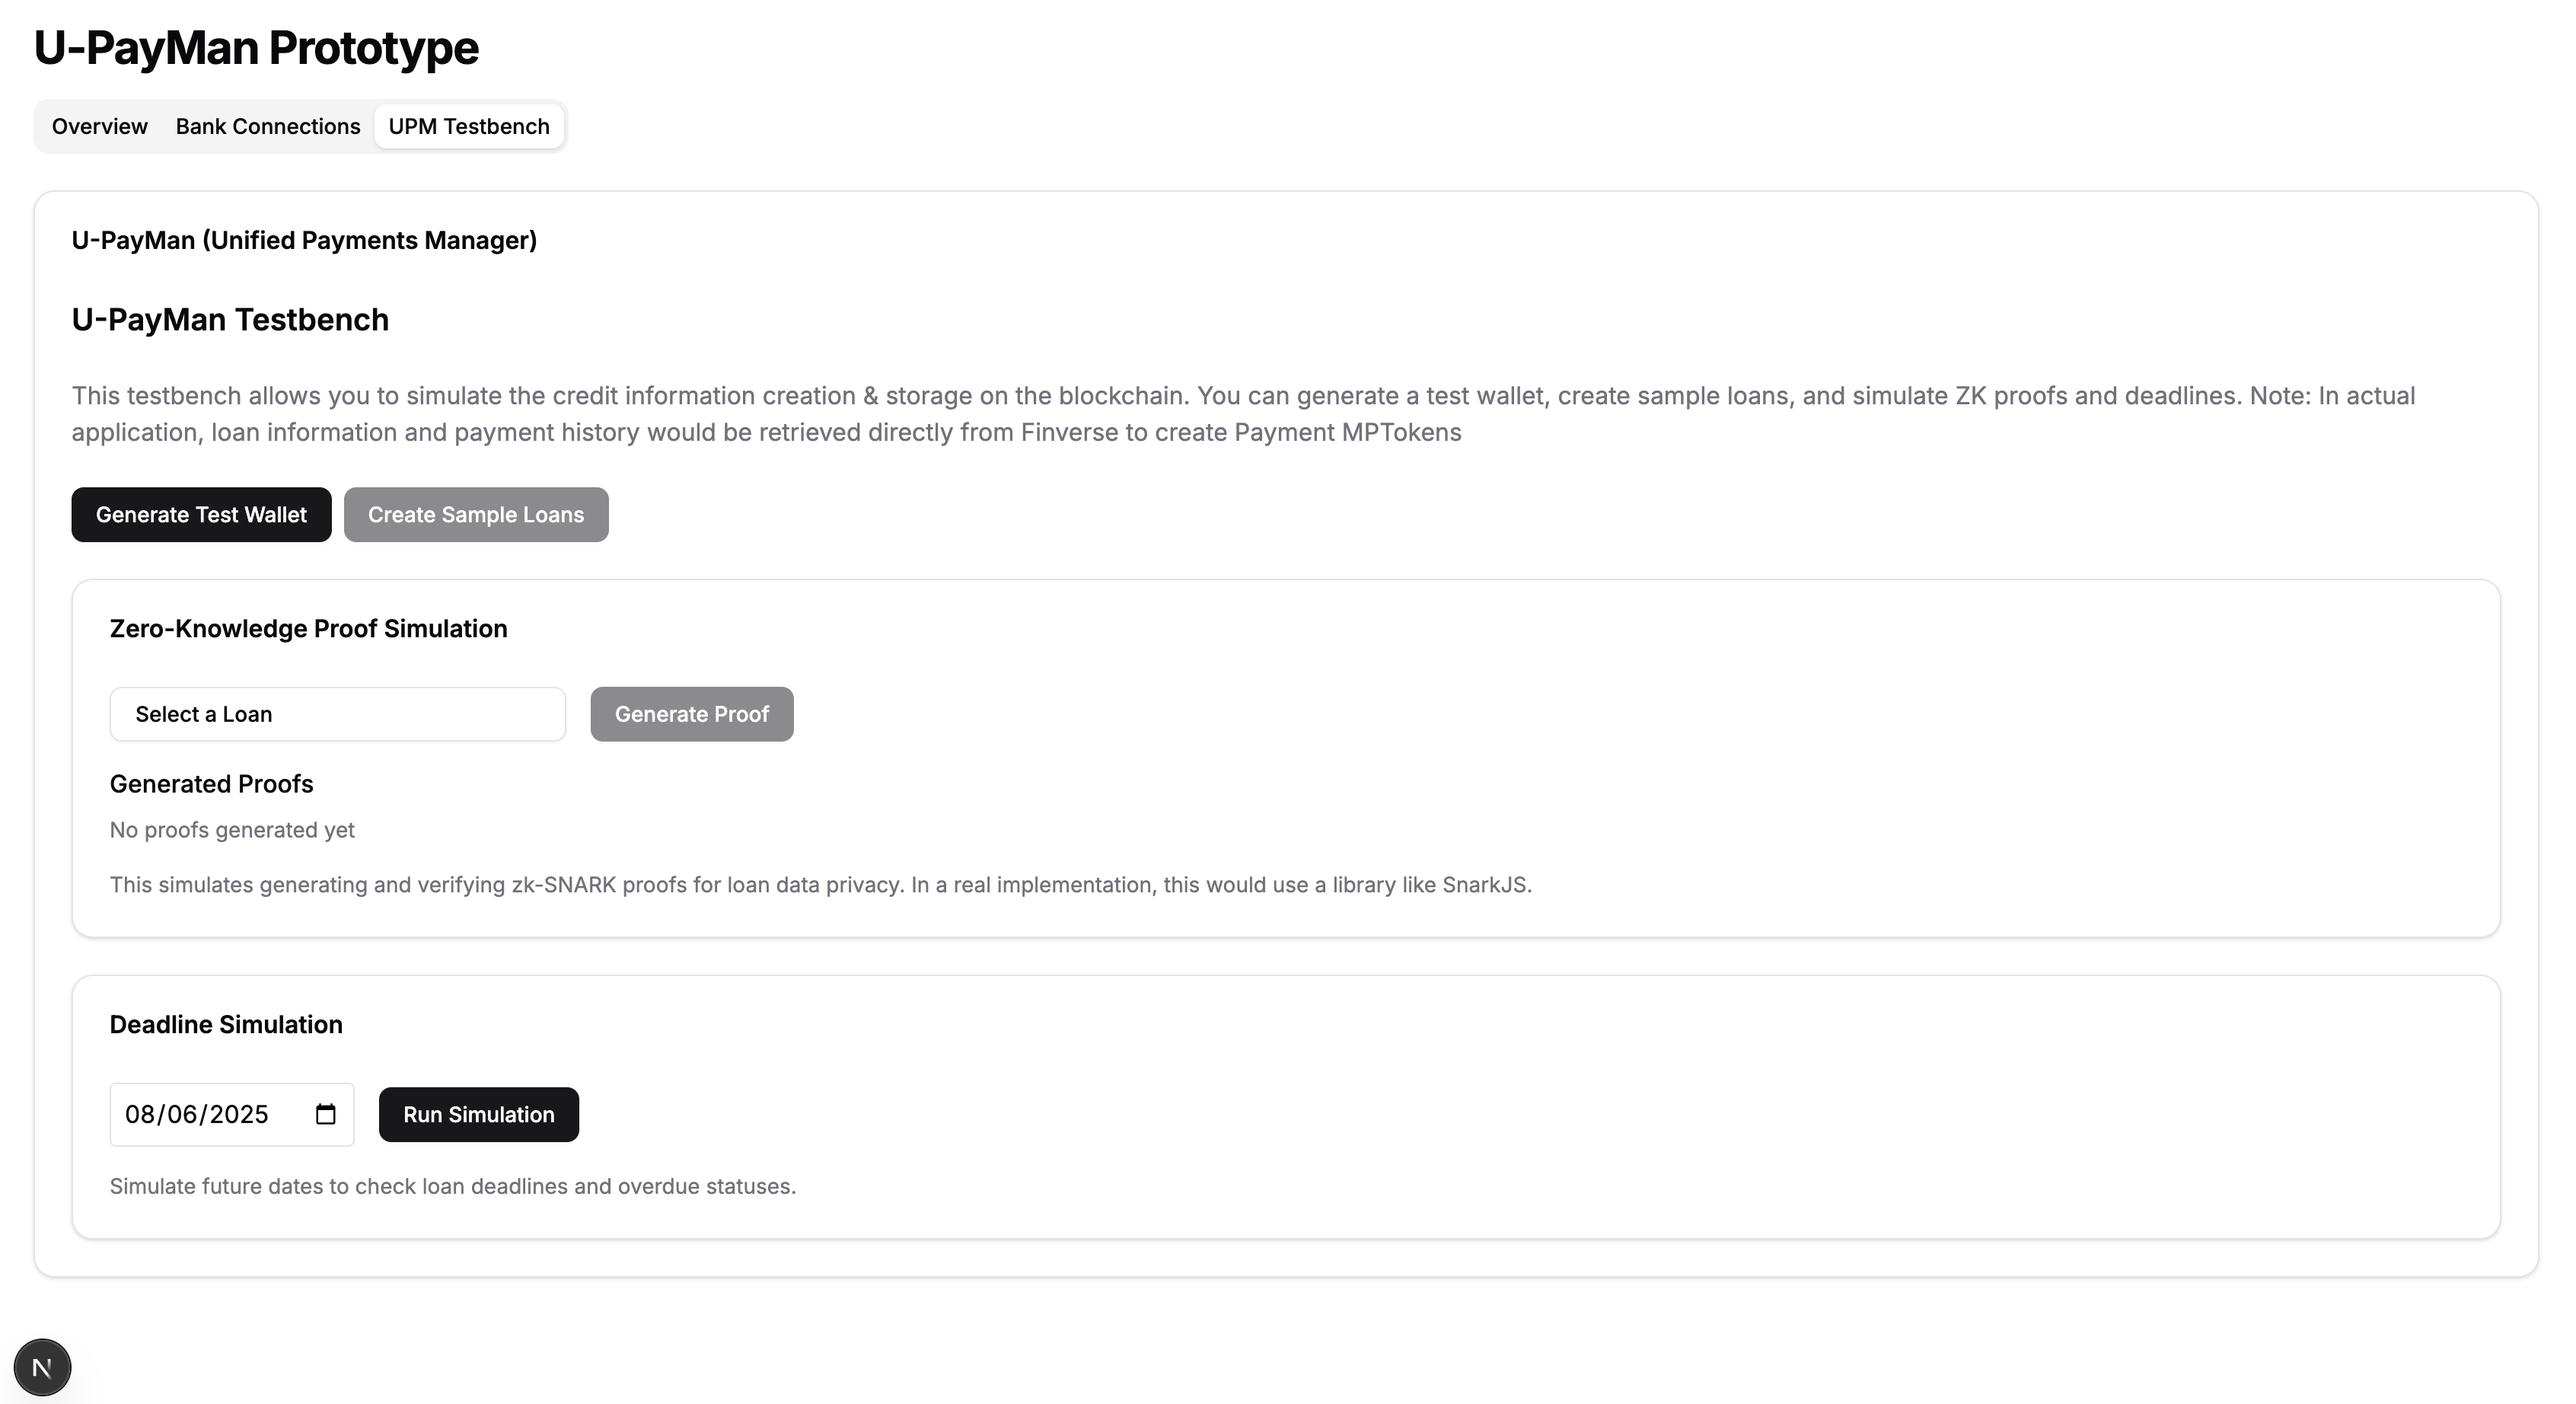 U-PayMan Prototype
Overview Bank Connections UPM Testbench
U-PayMan (Unified Payments Manager)
U-PayMan Testbench
This testbench allows you to simulate the credit information creation & storage on the blockchain. You can generate a test wallet, create sample loans, and simulate ZK proofs and deadlines. Note: In actual
application, loan information and payment history would be retrieved directly from Finverse to create Payment MPTokens
Generate Test Wallet Create Sample Loans
Zero-Knowledge Proof Simulation
Select a Loan Generate Proof
Generated Proofs
No proofs generated yet
This simulates generating and verifying zk-SNARK proofs for loan data privacy. In a real implementation, this would use a library like SnarkJS.
Deadline Simulation
08/06/2025 Run Simulation
Simulate future dates to check loan deadlines and overdue statuses.
N